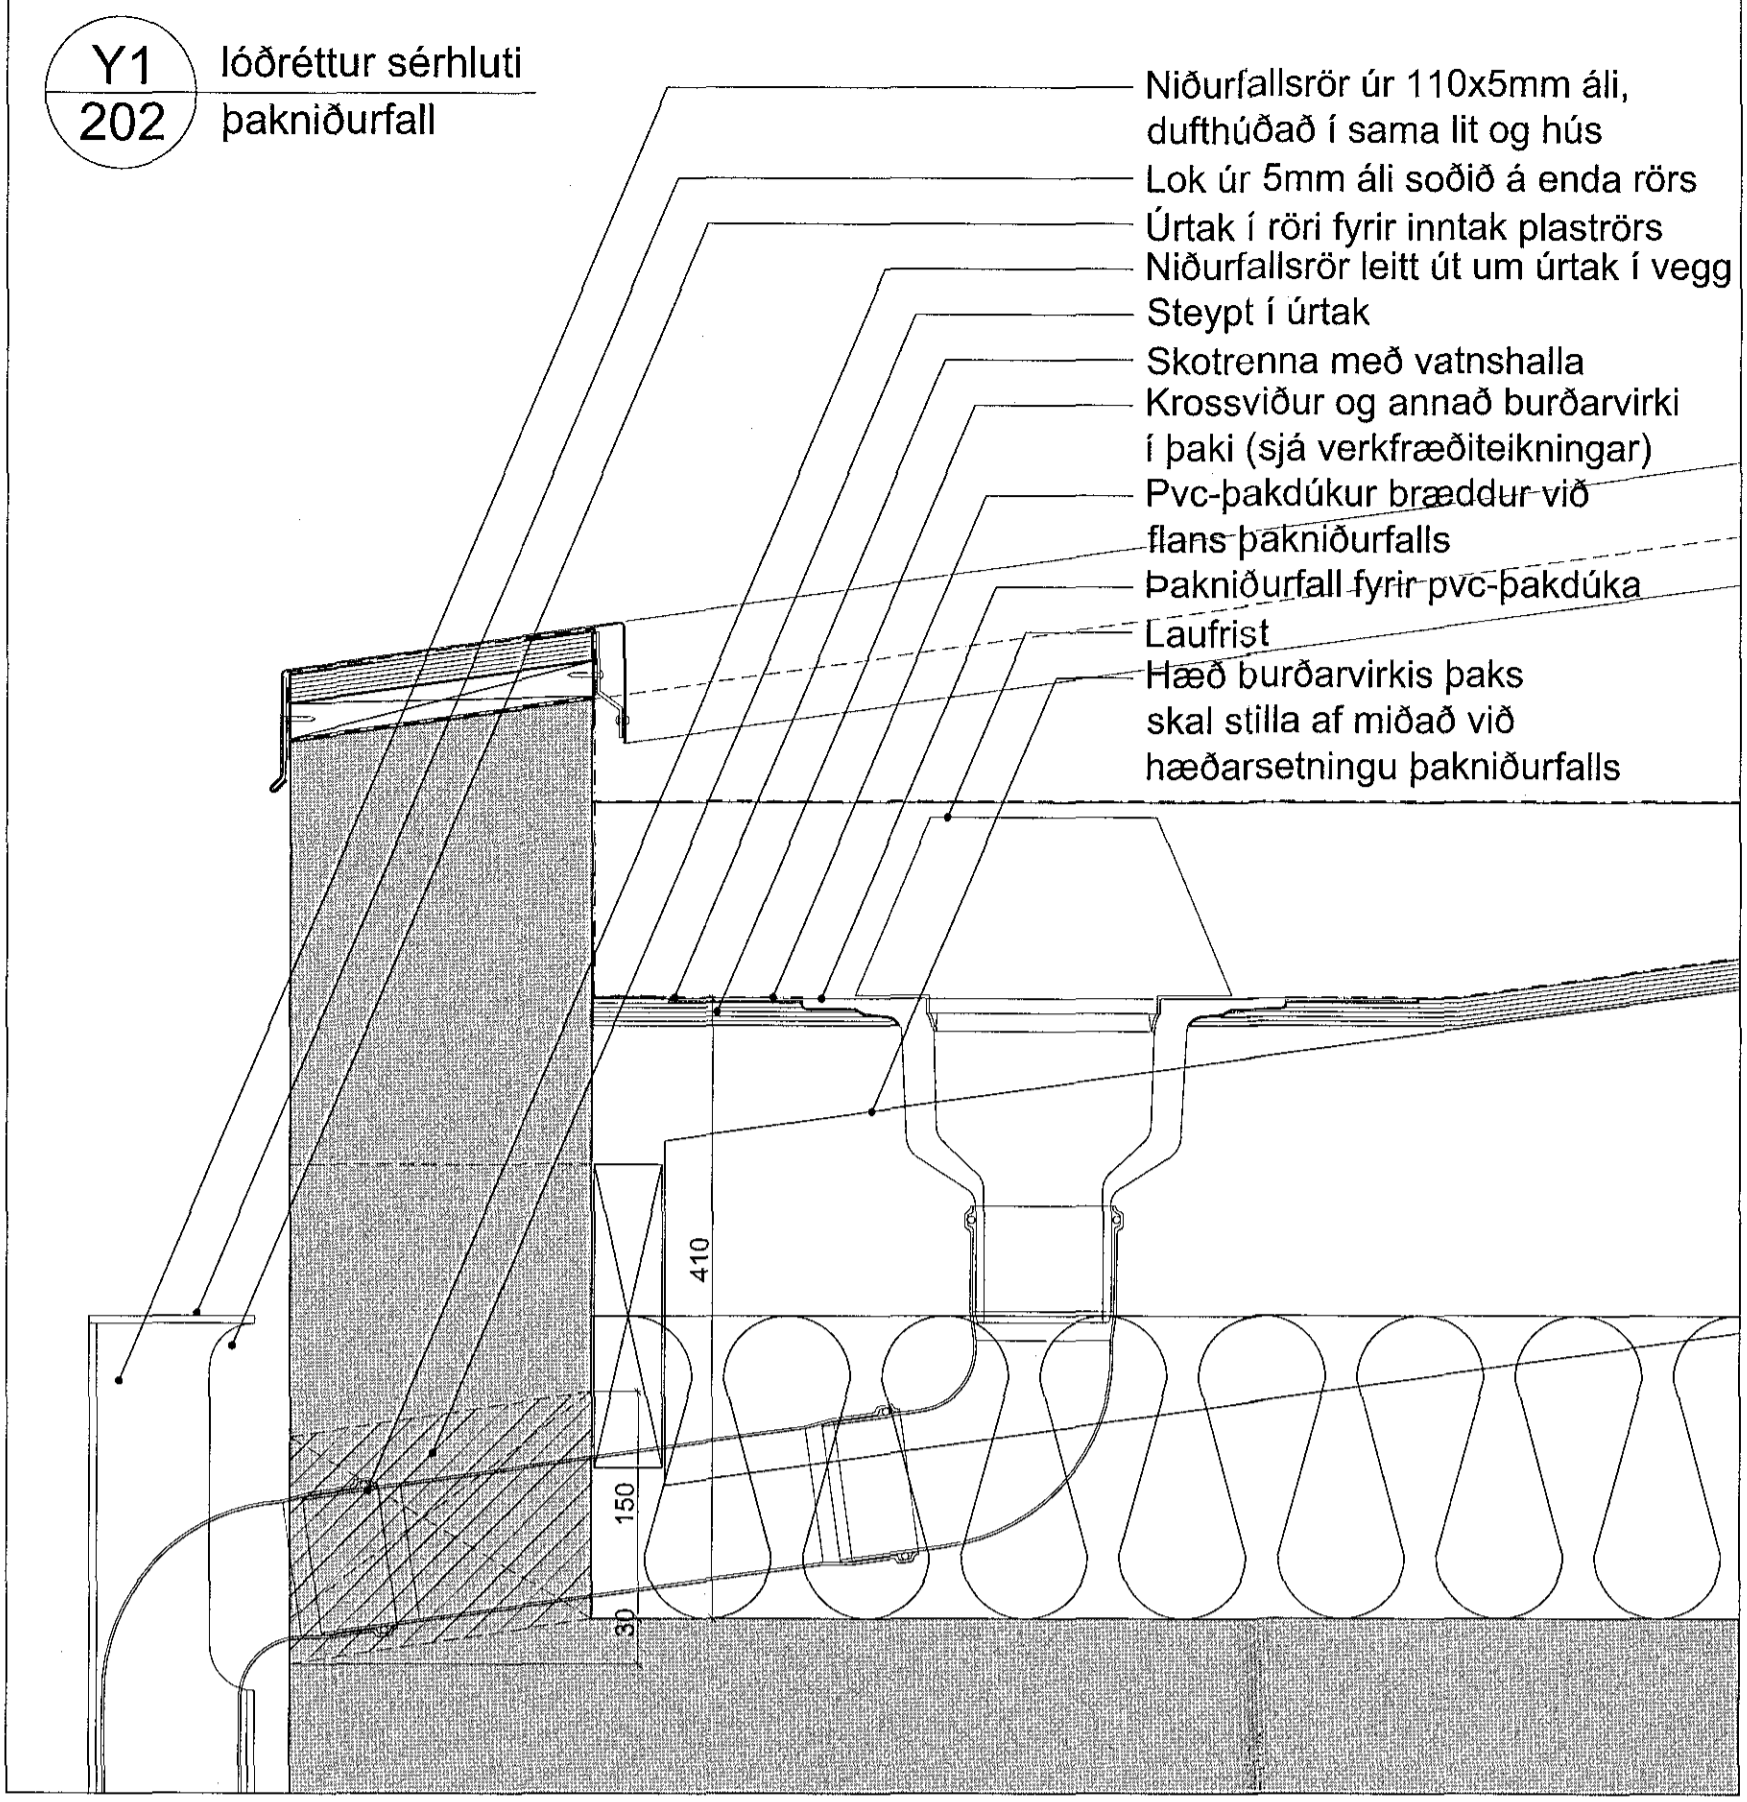 Y1
202
lóðréttur sérhluti
þakniðurfall
Niðurfallsrör úr 110x5mm áli,
dufthúðað í sama lit og hús
Lok úr 5mm áli soðið á enda rörs
Úrtak í röri fyrir inntak plaströrs
Niðurfallsrör leitt út um úrtak í vegg
Steypt í úrtak
Skotrenna með vatnshalla
Krossviður og annað burðarvirki
í þaki (sjá verkfræðiteikningar)
Pvc-þakdúkur bræddur við
flans þakniðurfalls
Þakniðurfall fyrir pvc-þakdúka
Laufrist
Hæð burðarvirkis þaks
skal stilla af miðað við
hæðarsetningu þakniðurfalls
410
150
30